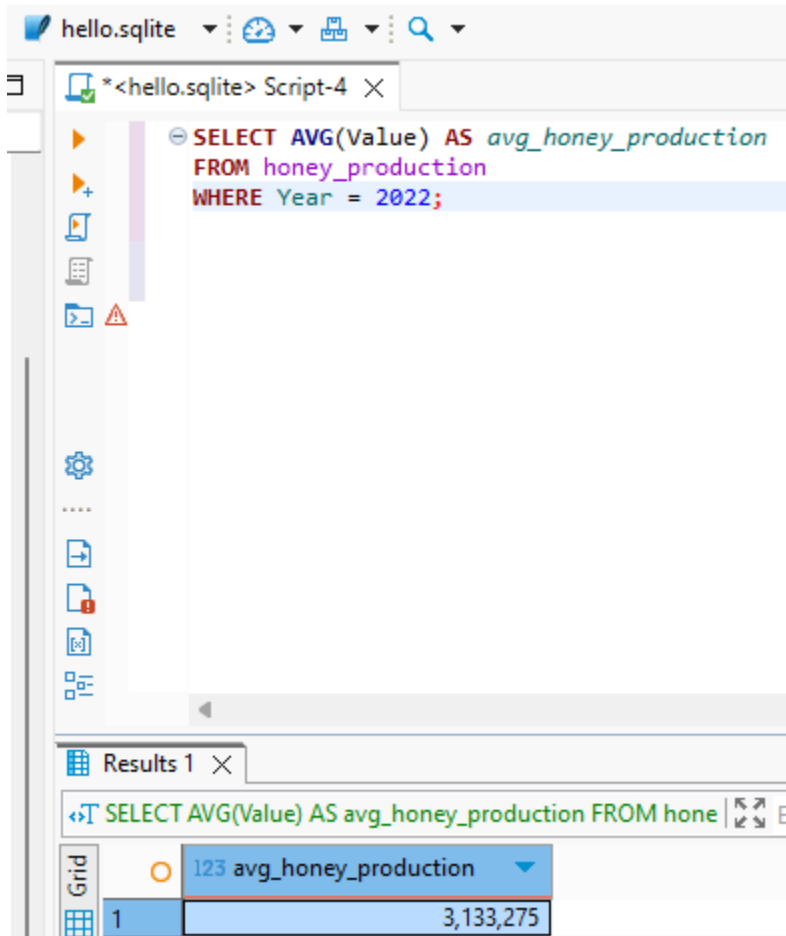 hello.sqlite
*<hello.sqlite> Script-4
SELECT AVG(Value) AS avg_honey_production
FROM honey_production
WHERE Year = 2022;
Results 1
SELECT AVG(Value) AS avg_honey_production FROM hone
Grid
123 avg_honey_production
1 3,133,275